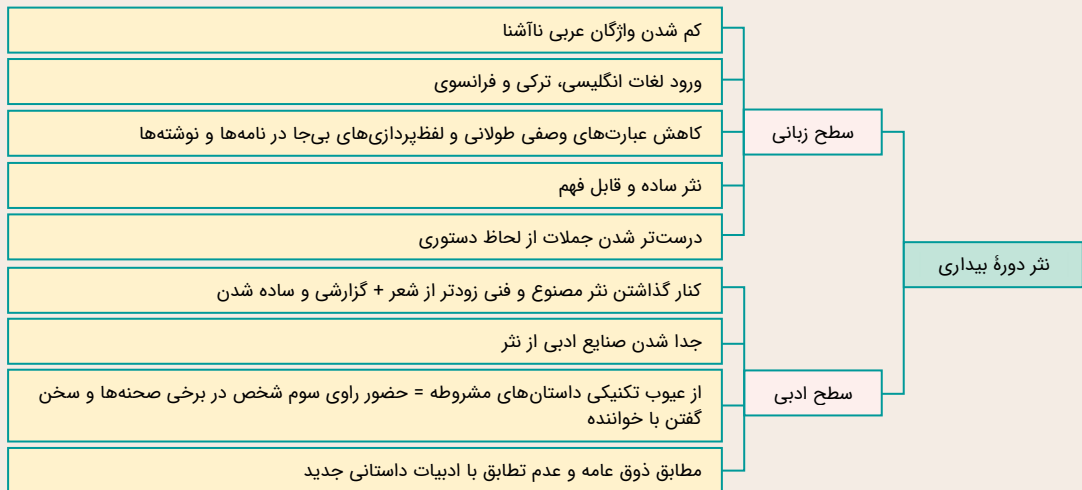 نثر دورهٔ بیداری
سطح زبانی
کم شدن واژگان عربی ناآشنا
ورود لغات انگلیسی، ترکی و فرانسوی
کاهش عبارت‌های وصفی طولانی و لفظ‌پردازی‌های بی‌جا در نامه‌ها و نوشته‌ها
نثر ساده و قابل فهم
درست‌تر شدن جملات از لحاظ دستوری
سطح ادبی
کنار گذاشتن نثر مصنوع و فنی زودتر از شعر + گزارشی و ساده شدن
جدا شدن صنایع ادبی از نثر
از عیوب تکنیکی داستان‌های مشروطه = حضور راوی سوم شخص در برخی صحنه‌ها و سخن
گفتن با خواننده
مطابق ذوق عامه و عدم تطابق با ادبیات داستانی جدید